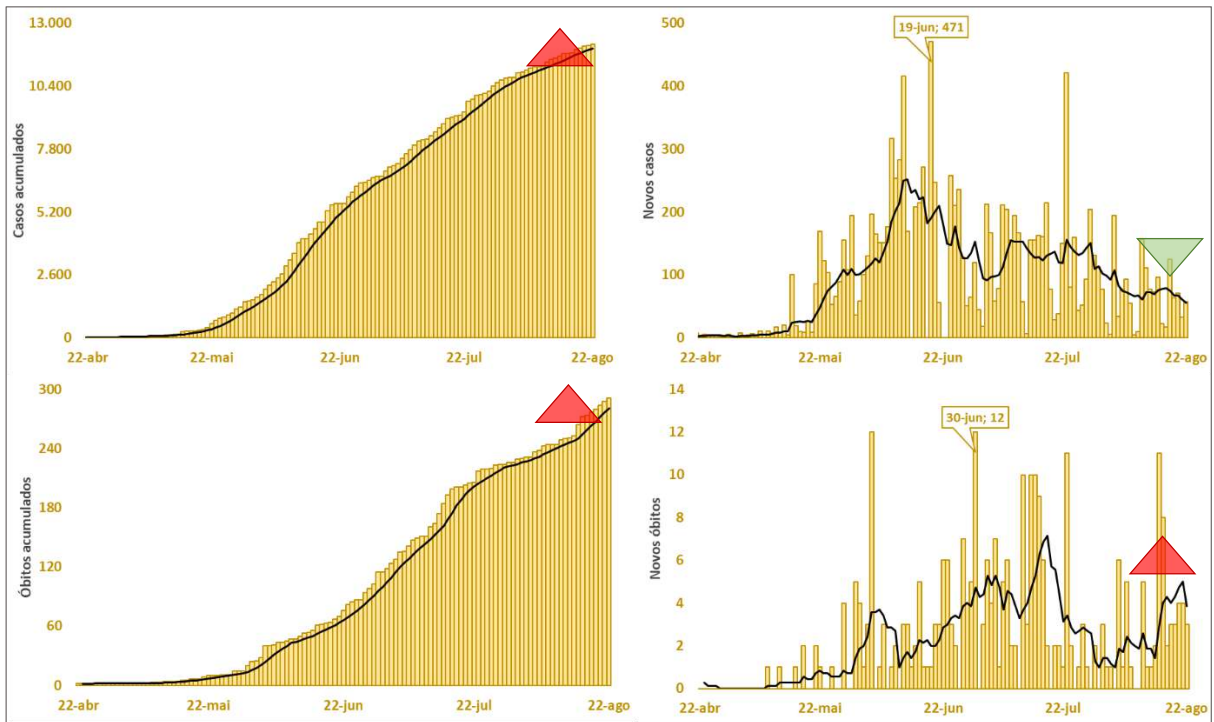 Casos acumulados
13.000
10.400
7.800
5.200
2.600
0
22-abr 22-mai 22-jun 22-jul 22-ago
Novos casos
500
400
300
200
100
0
19-jun; 471
22-abr 22-mai 22-jun 22-jul 22-ago
Óbitos acumulados
300
240
180
120
60
0
22-abr 22-mai 22-jun 22-jul 22-ago
Novos óbitos
14
12
10
8
6
4
2
0
30-jun; 12
22-abr 22-mai 22-jun 22-jul 22-ago